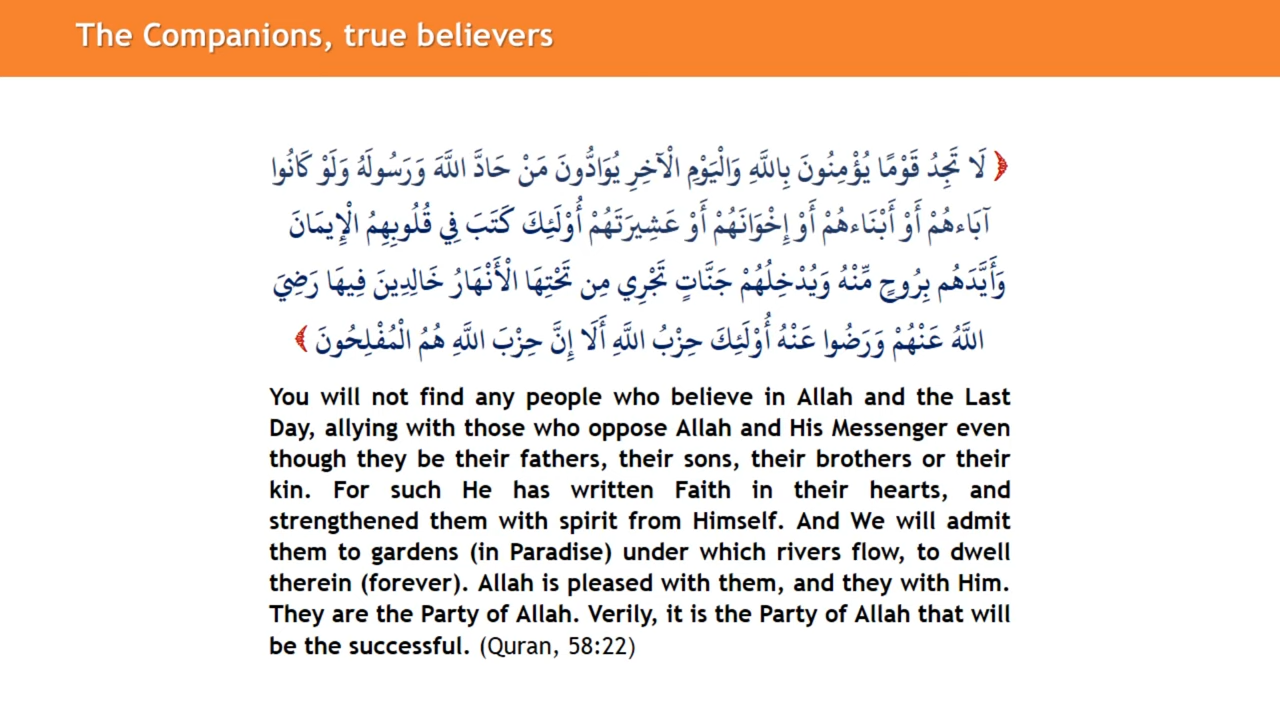 The Companions, true believers
﴿ لَا تَجِدُ قَوْمًا يُؤْمِنُونَ بِاللَّهِ وَالْيَوْمِ الْآخِرِ يُوَادُّونَ مَنْ حَادَّ اللَّهَ وَرَسُولَهُ وَلَوْ كَانُوا
آبَاءهُمْ أَوْ أَبْنَاءهُمْ أَوْ إِخْوَانَهُمْ أَوْ عَشِيرَتَهُمْ أُوْلَئِكَ كَتَبَ فِي قُلُوبِهِمُ الْإِيمَانَ
وَأَيَّدَهُم بِرُوحٍ مِّنْهُ وَيُدْخِلُهُمْ جَنَّاتٍ تَجْرِي مِن تَحْتِهَا الْأَنْهَارُ خَالِدِينَ فِيهَا رَضِيَ
اللَّهُ عَنْهُمْ وَرَضُوا عَنْهُ أُوْلَئِكَ حِزْبُ اللَّهِ أَلَا إِنَّ حِزْبَ اللَّهِ هُمُ الْمُفْلِحُونَ ﴾
You will not find any people who believe in Allah and the Last
Day, allying with those who oppose Allah and His Messenger even
though they be their fathers, their sons, their brothers or their
kin. For such He has written Faith in their hearts, and
strengthened them with spirit from Himself. And We will admit
them to gardens (in Paradise) under which rivers flow, to dwell
therein (forever). Allah is pleased with them, and they with Him.
They are the Party of Allah. Verily, it is the Party of Allah that will
be the successful. (Quran, 58:22)